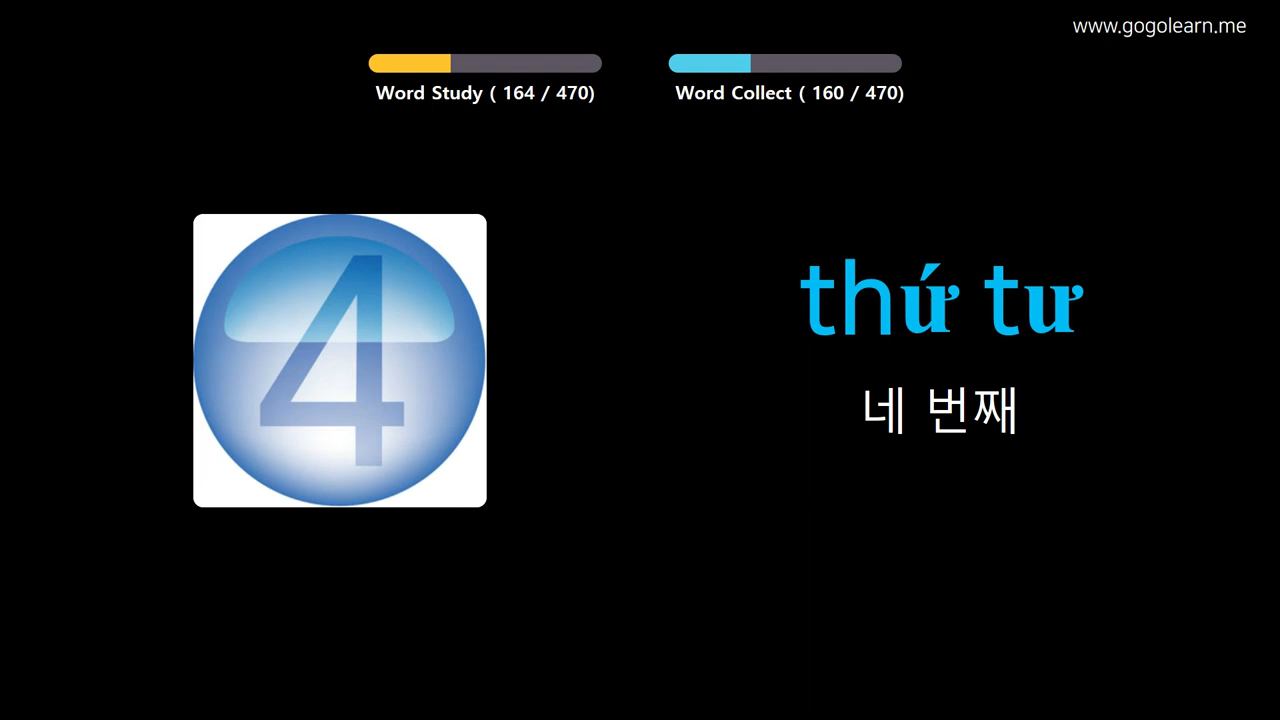 www.gogolearn.me
Word Study ( 164 / 470)
Word Collect ( 160 / 470)
4
thứ tư
네 번째